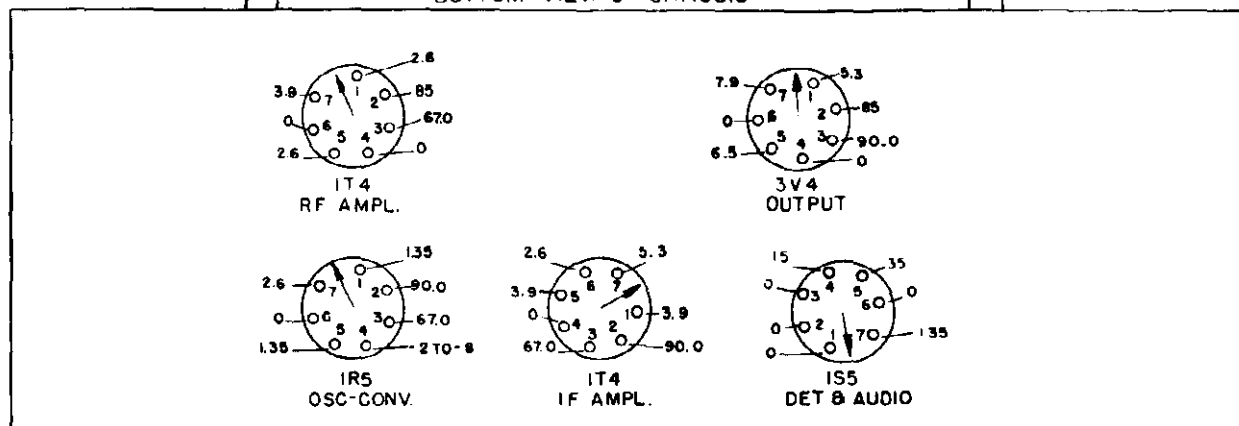 2.6
3.9 7 1 2 85
0 6 3 67.0
2.6 5 4 0
1T4
RF AMPL.
7.9 7 1 5.3
0 6 2 85
6.5 5 3 90.0
4 0
3V4
OUTPUT
1.35
2.6 7 1 2 90.0
0 6 3 67.0
1.35 5 4 -2 TO-8
1R5
OSC-CONV.
2.6 6 7 5.3
3.9 5 1 3.9
0 4 2 90.0
67.0 3
1T4
IF AMPL.
15 4 5 35
0 3 6 0
0 2 7 1.35
0 1
1S5
DET & AUDIO